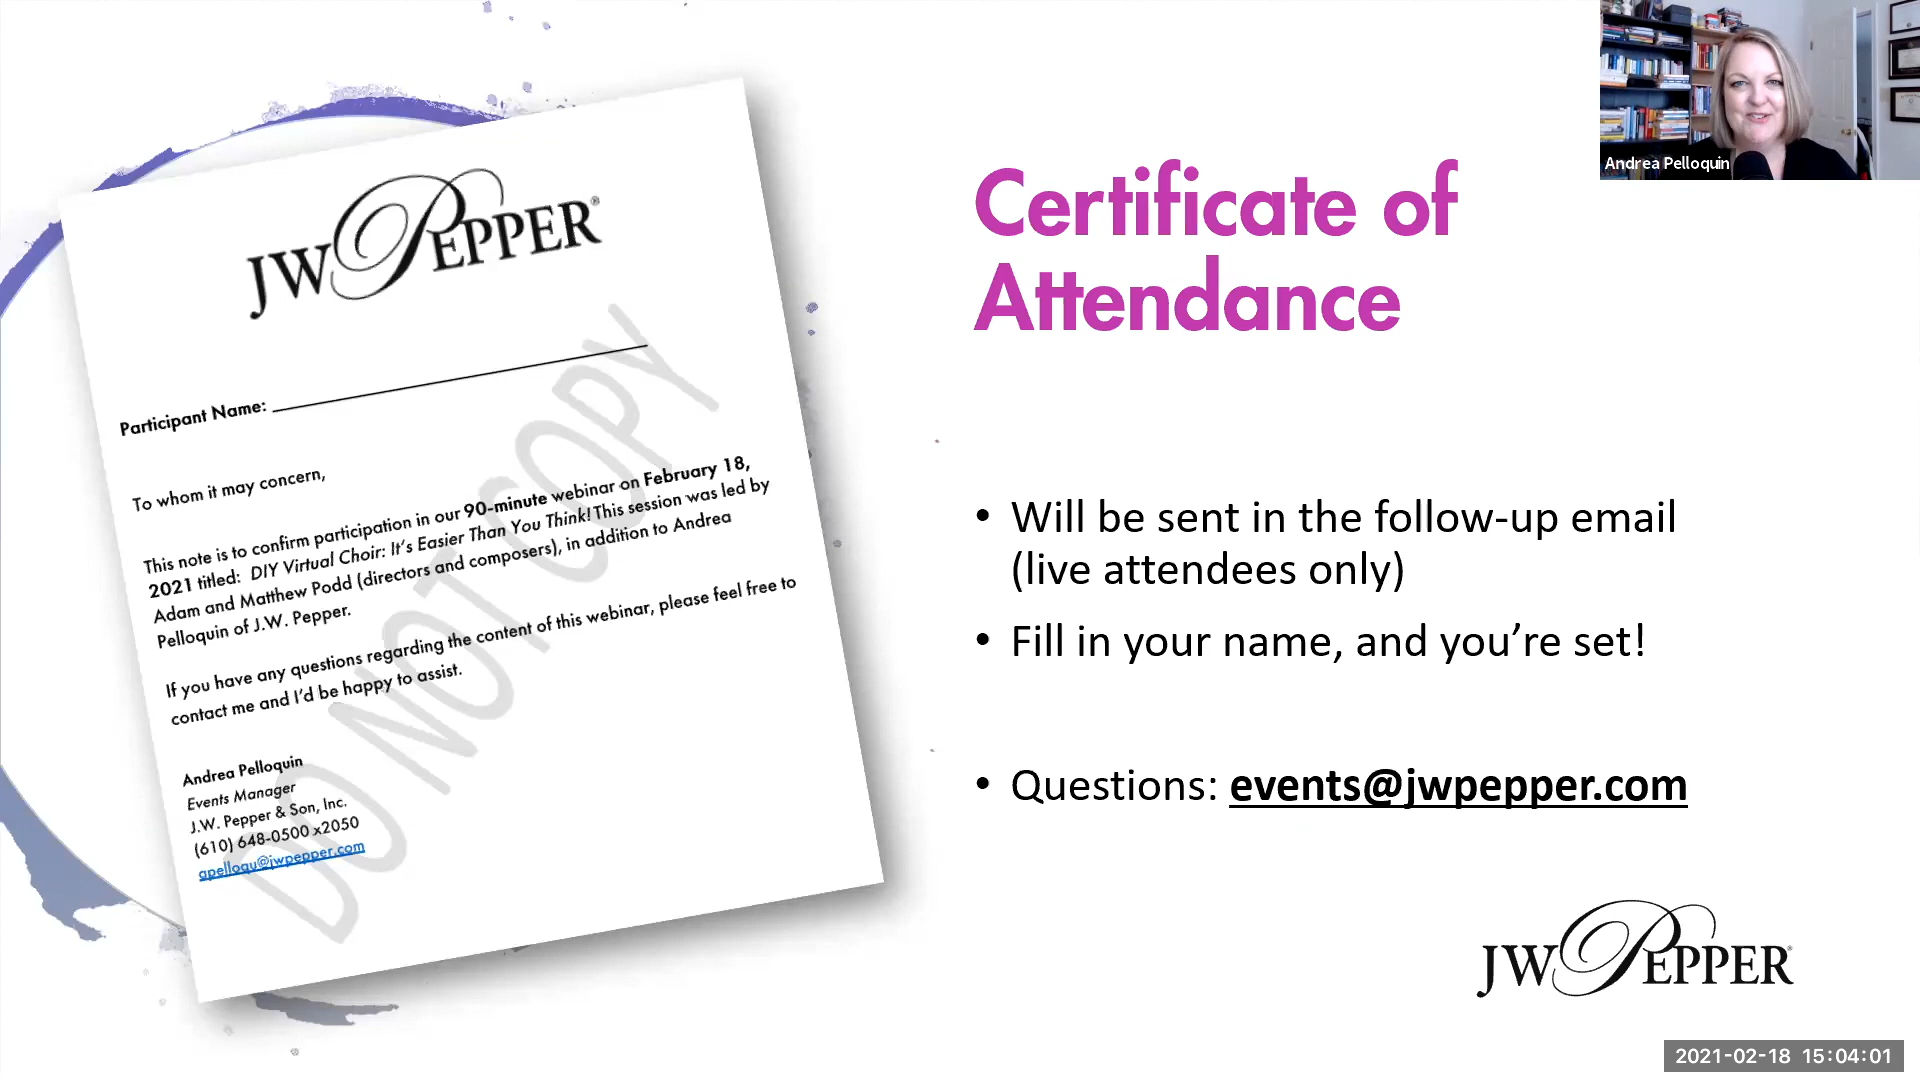 JW PEPPER®
Participant Name:
To whom it may concern,
This note is to confirm participation in our 90-minute webinar on February 18,
2021 titled: DIY Virtual Choir: It's Easier Than You Think! This session was led by
Adam and Matthew Podd (directors and composers), in addition to Andrea
Pelloquin of J.W. Pepper.
If you have any questions regarding the content of this webinar, please feel free to
contact me and I'd be happy to assist.
Andrea Pelloquin
Events Manager
J.W. Pepper & Son, Inc.
(610) 648-0500 x2050
apelloqu@jwpepper.com
DO NOT COPY
Andrea Pelloquin
Certificate of
Attendance
• Will be sent in the follow-up email
(live attendees only)
• Fill in your name, and you’re set!
• Questions: events@jwpepper.com
JW PEPPER®
2021-02-18 15:04:01